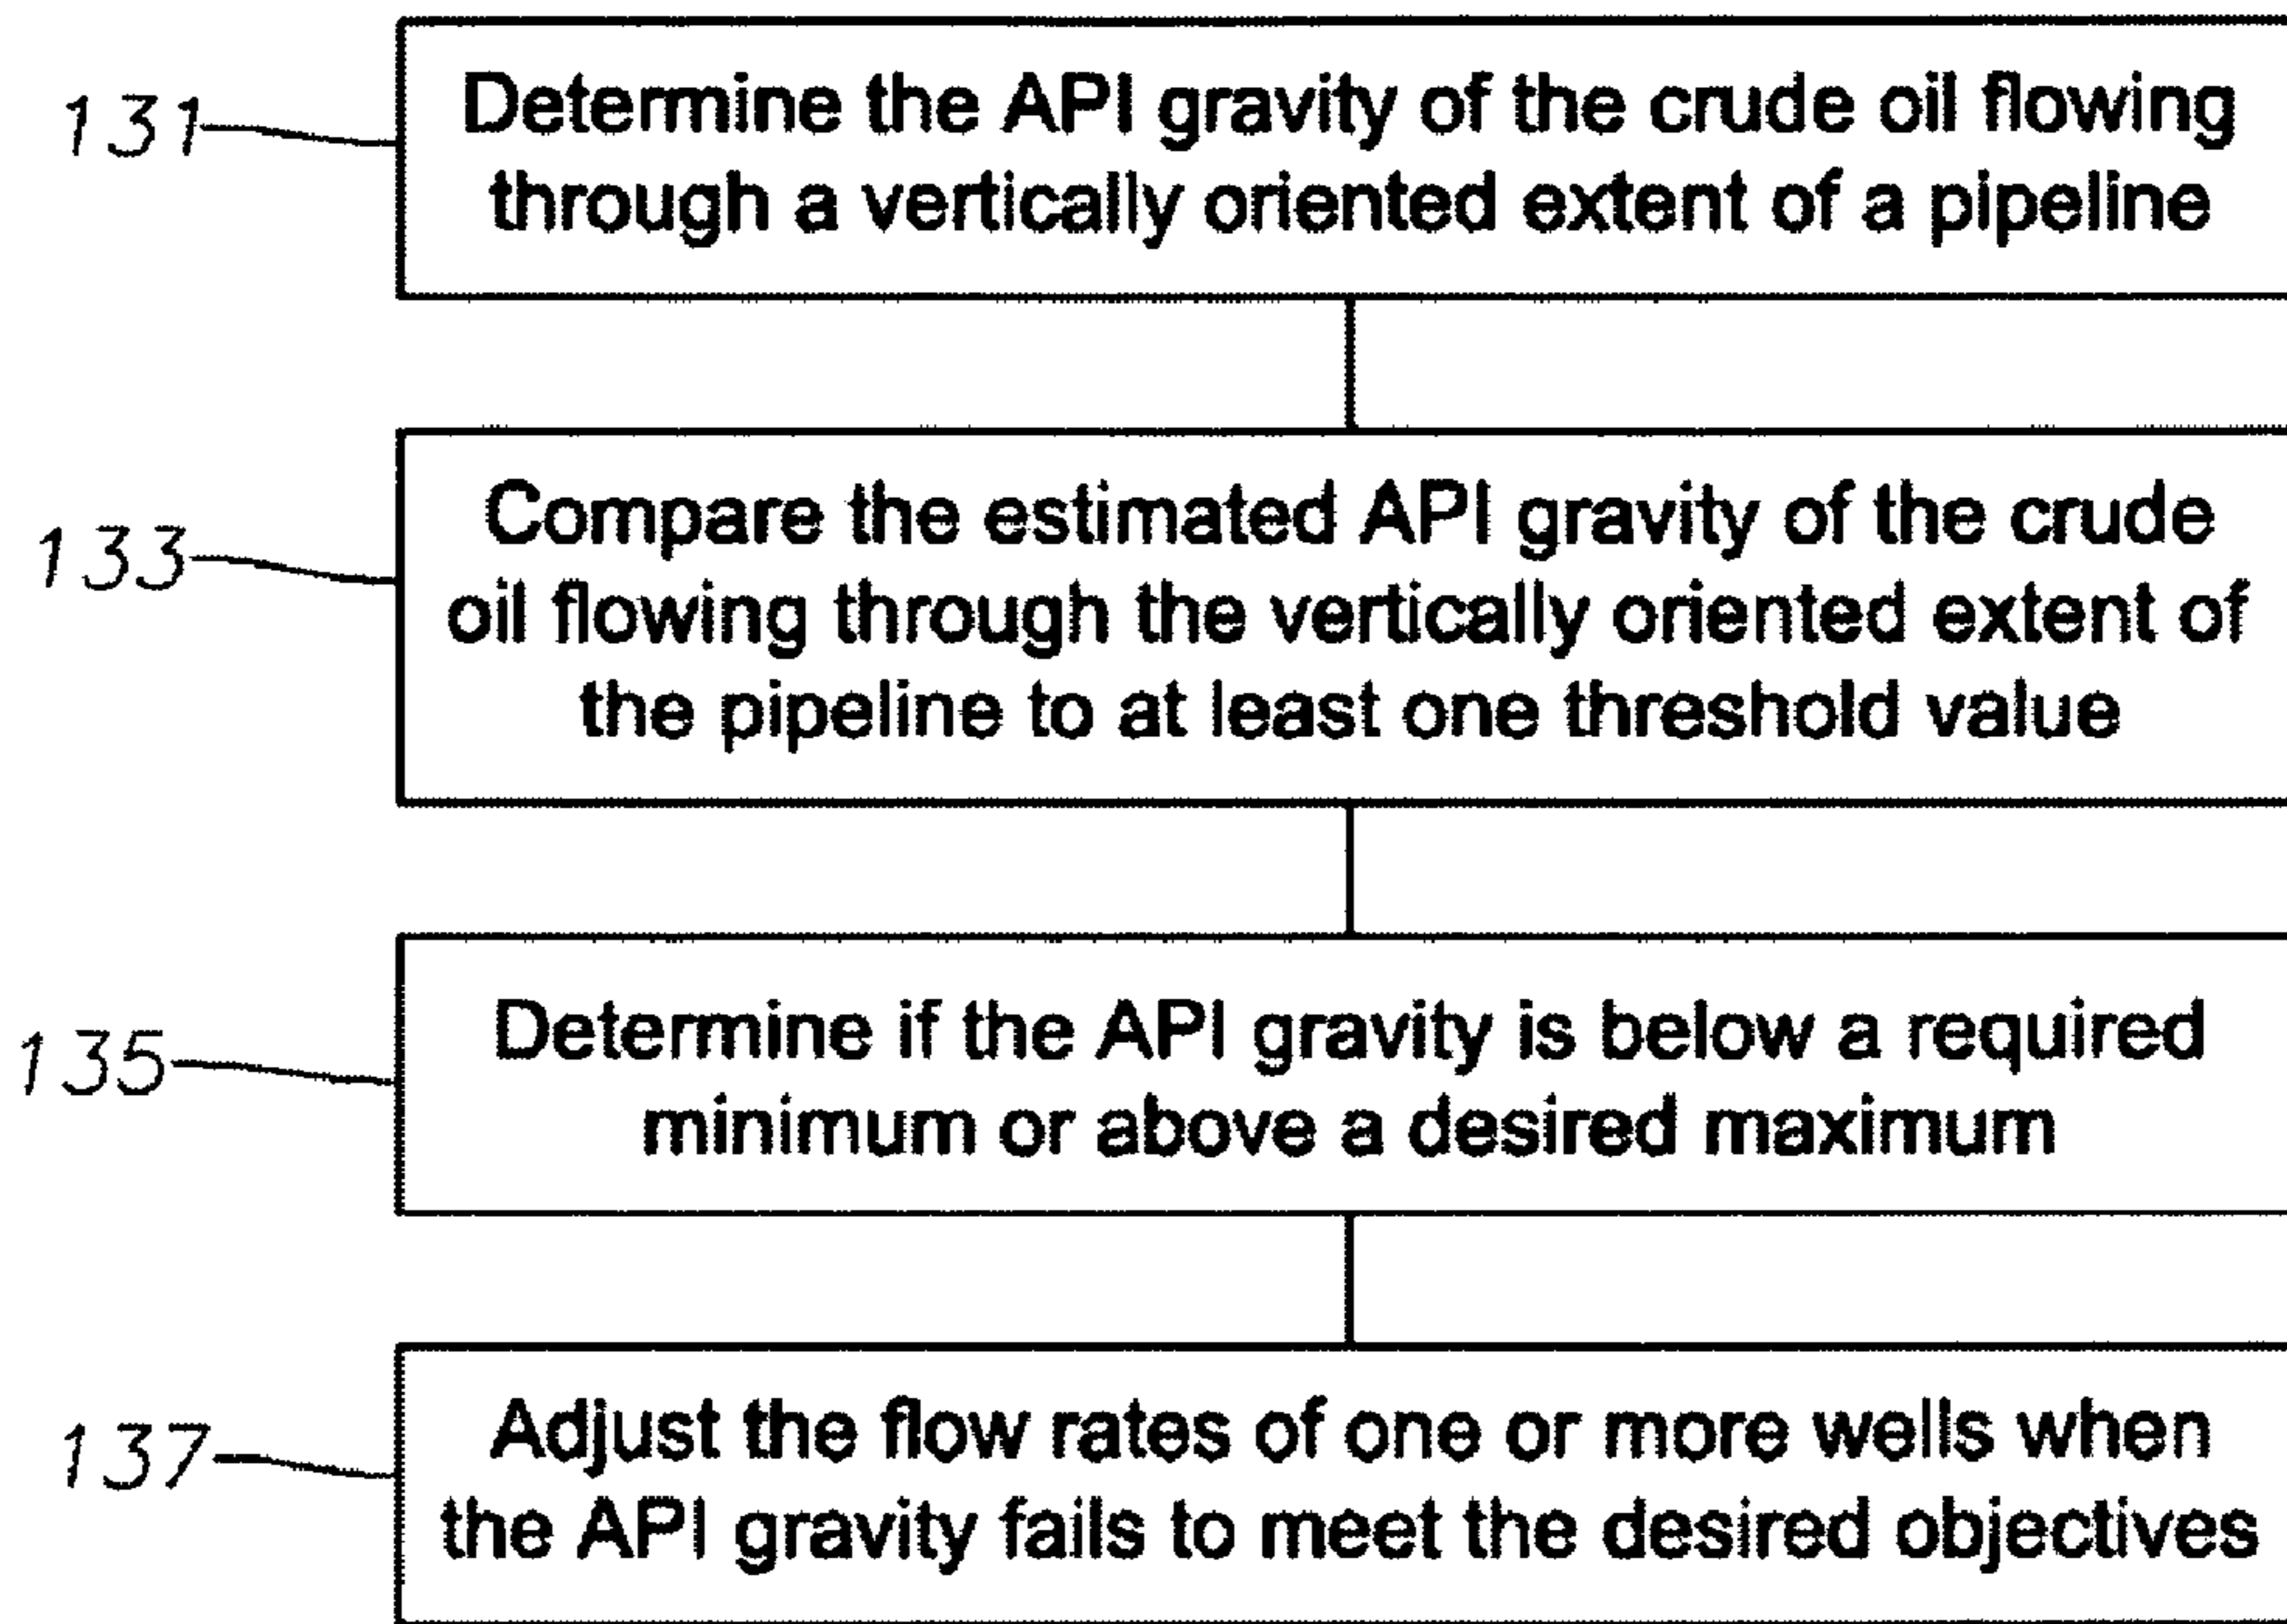 131
Determine the API gravity of the crude oil flowing
through a vertically oriented extent of a pipeline
133
Compare the estimated API gravity of the crude
oil flowing through the vertically oriented extent of
the pipeline to at least one threshold value
135
Determine if the API gravity is below a required
minimum or above a desired maximum
137
Adjust the flow rates of one or more wells when
the API gravity fails to meet the desired objectives